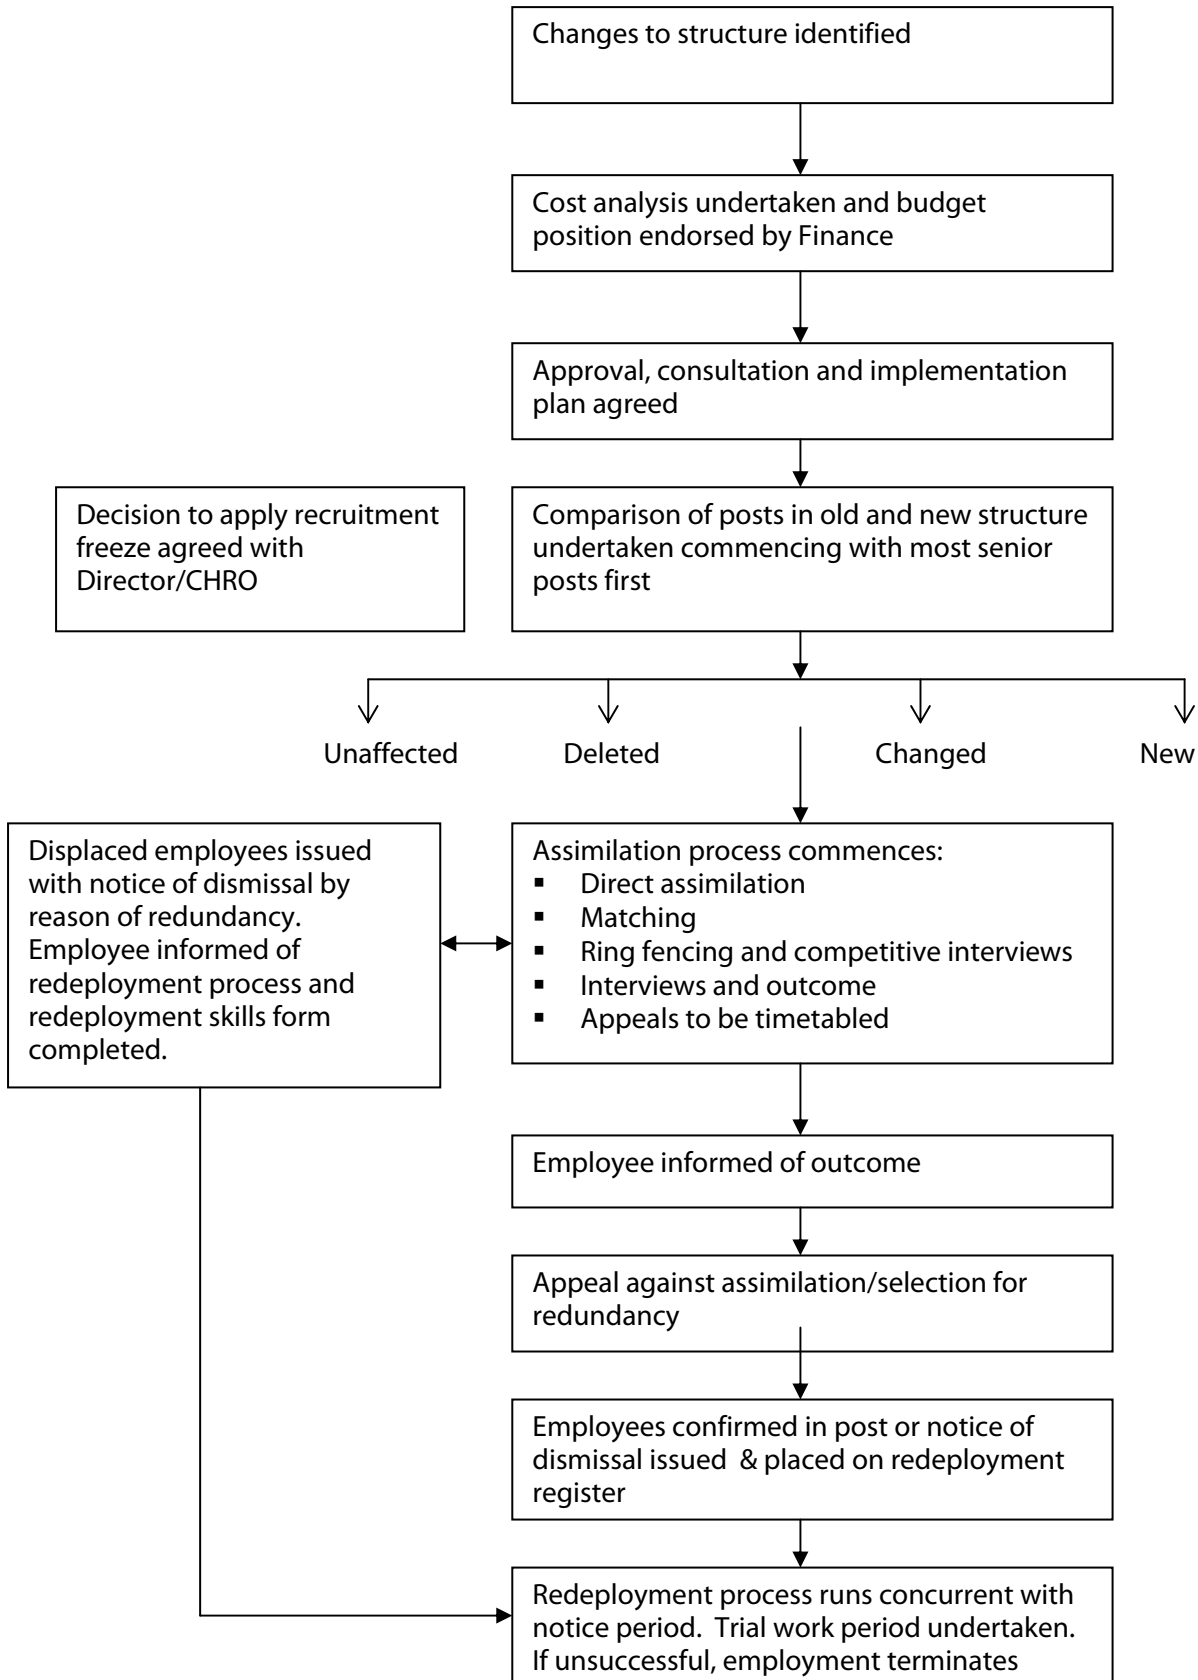 Changes to structure identified
Cost analysis undertaken and budget
position endorsed by Finance
Approval, consultation and implementation
plan agreed
Decision to apply recruitment
freeze agreed with
Director/CHRO
Comparison of posts in old and new structure
undertaken commencing with most senior
posts first
Unaffected
Deleted
Changed
New
Displaced employees issued
with notice of dismissal by
reason of redundancy.
Employee informed of
redeployment process and
redeployment skills form
completed.
Assimilation process commences:
▪ Direct assimilation
▪ Matching
▪ Ring fencing and competitive interviews
▪ Interviews and outcome
▪ Appeals to be timetabled
Employee informed of outcome
Appeal against assimilation/selection for
redundancy
Employees confirmed in post or notice of
dismissal issued & placed on redeployment
register
Redeployment process runs concurrent with
notice period. Trial work period undertaken.
If unsuccessful, employment terminates